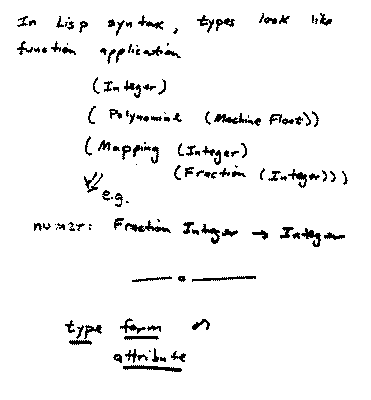 In Lisp syntax, types look like
function application
(Integer)
(Polynomial (Machine Float))
(Mapping (Integer)
(Fraction (Integer)))
e.g.
numer: Fraction Integer → Integer
type form or
attribute